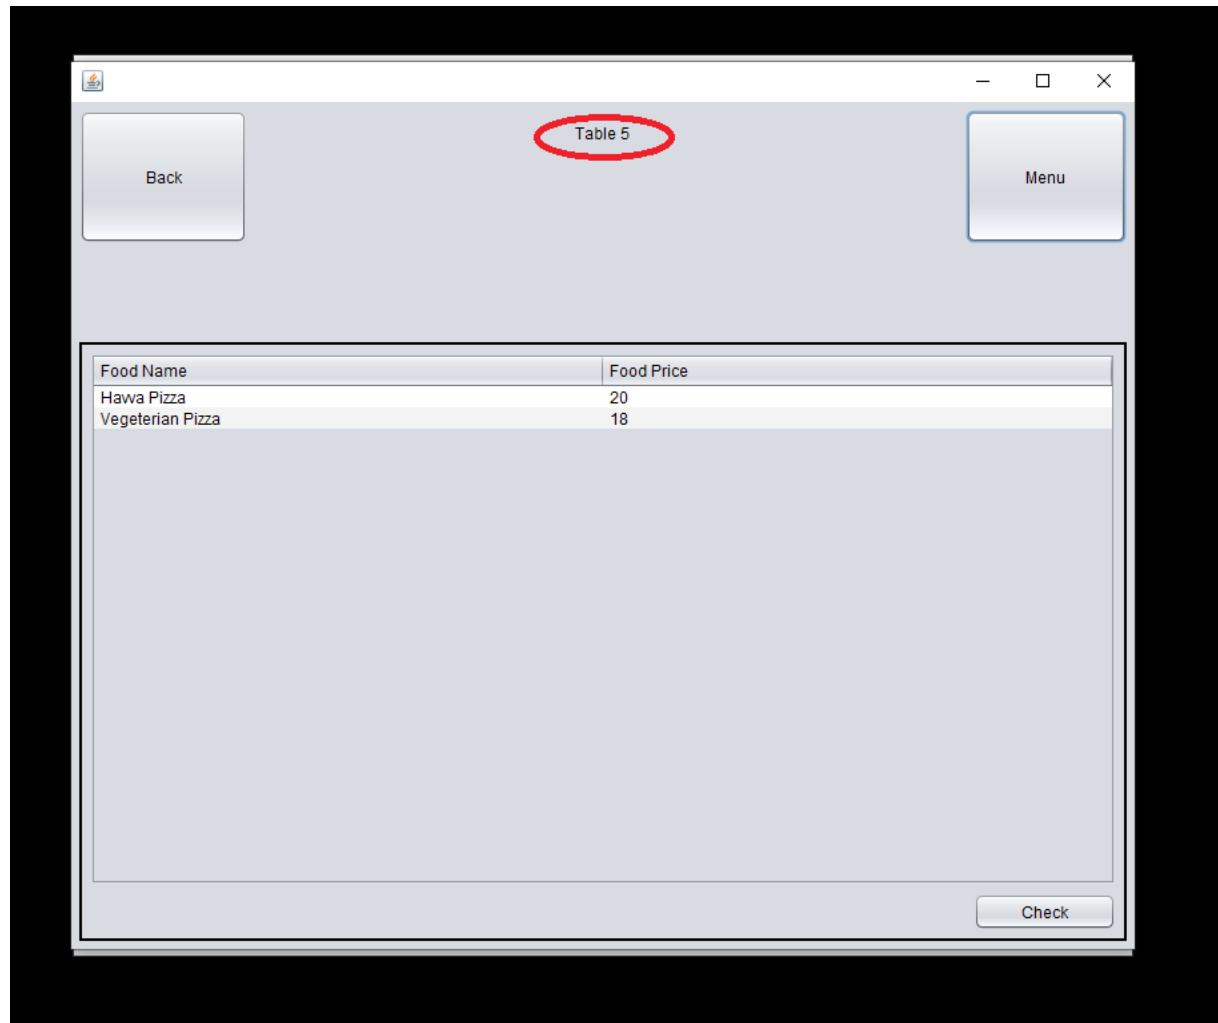 Back
Table 5
Menu
Food Name Food Price
Hawa Pizza 20
Vegeterian Pizza 18
Check